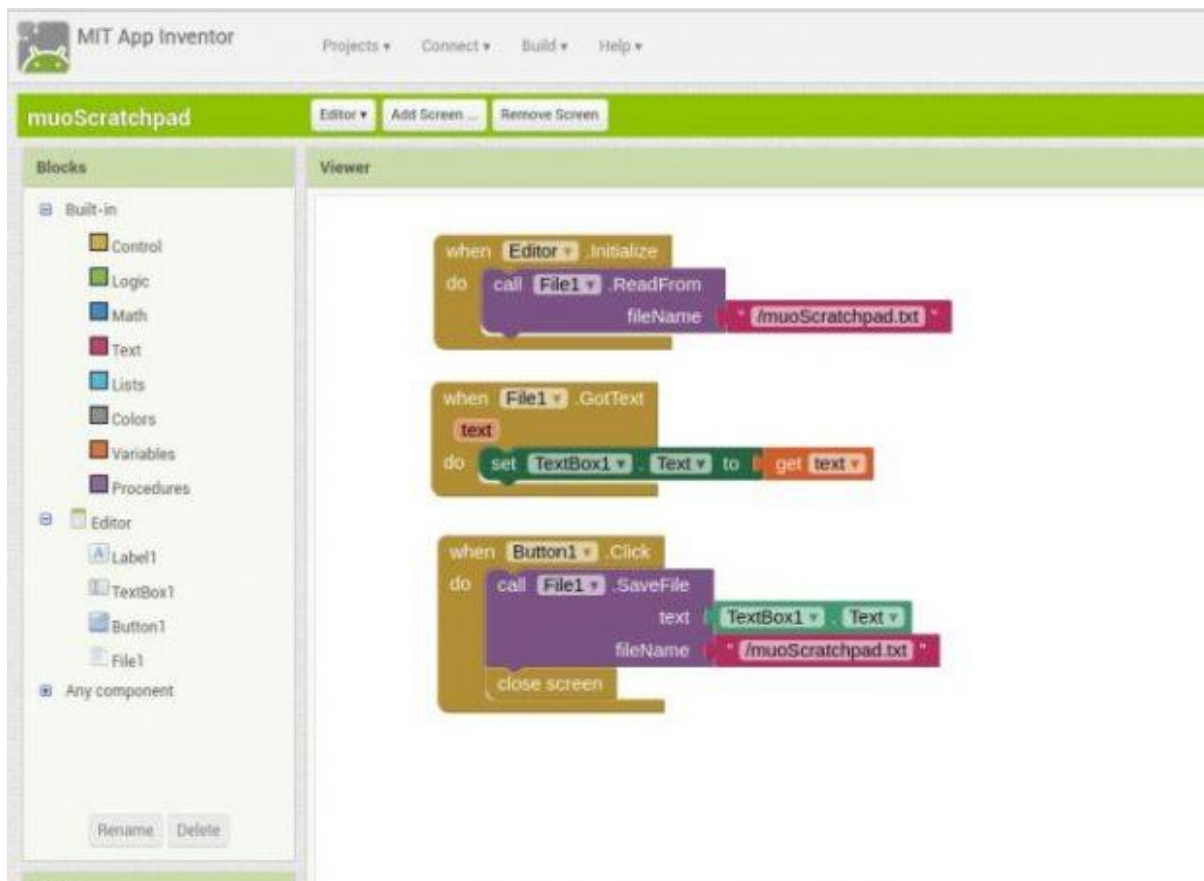 MIT App Inventor
Projects ▾ Connect ▾ Build ▾ Help ▾
muoScratchpad
Editor ▾ Add Screen ... Remove Screen
Blocks
Viewer
Built-in
Control
Logic
Math
Text
Lists
Colors
Variables
Procedures
Editor
Label1
TextBox1
Button1
File1
Any component
Rename Delete
when Editor ▾ .Initialize
do call File1 ▾ .ReadFrom
fileName " /muoScratchpad.txt "
when File1 ▾ .GotText
text
do set TextBox1 ▾ . Text ▾ to get text ▾
when Button1 ▾ .Click
do call File1 ▾ .SaveFile
text TextBox1 ▾ . Text ▾
fileName " /muoScratchpad.txt "
close screen